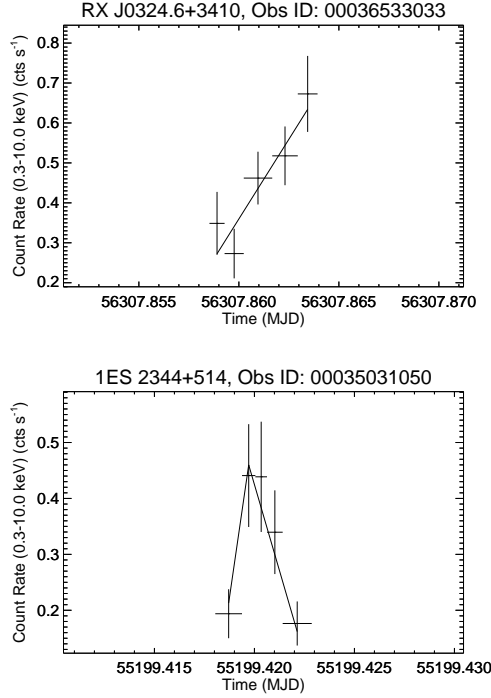 RX J0324.6+3410, Obs ID: 00036533033
0.8
0.7
0.6
0.5
0.4
0.3
0.2
Count Rate (0.3-10.0 keV) (cts s⁻¹)
56307.855 56307.860 56307.865 56307.870
Time (MJD)
1ES 2344+514, Obs ID: 00035031050
0.5
0.4
0.3
0.2
Count Rate (0.3-10.0 keV) (cts s⁻¹)
55199.415 55199.420 55199.425 55199.430
Time (MJD)